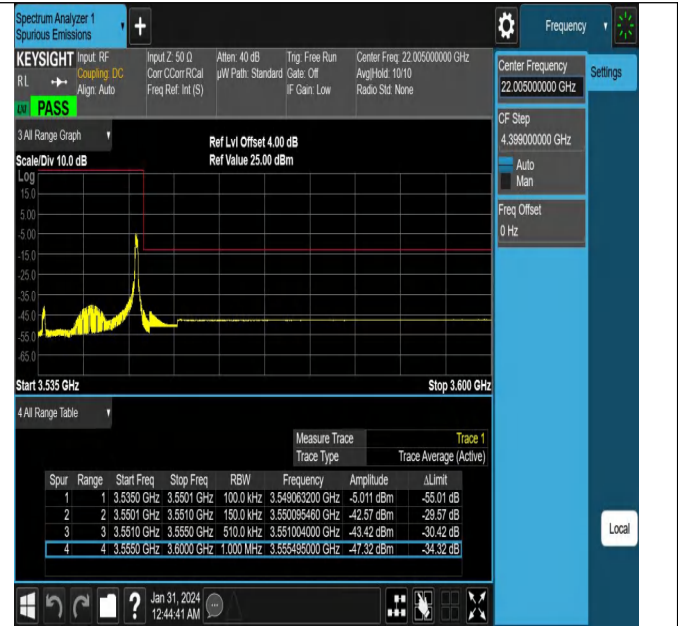 Spectrum Analyzer 1
Spurious Emissions
Frequency
KEYSIGHT Input: RF Input Z: 50 Ω Atten: 40 dB Trig: Free Run Center Freq: 22.005000000 GHz
RL Coupling: DC Corr CCorr RCal µW Path: Standard Gate: Off Avg|Hold: 10/10
Align: Auto Freq Ref: Int (S) IF Gain: Low Radio Std: None
LXI PASS
Center Frequency
22.005000000 GHz
Settings
CF Step
4.399000000 GHz
Auto
Man
Freq Offset
0 Hz
3 All Range Graph
Ref Lvl Offset 4.00 dB
Scale/Div 10.0 dB Ref Value 25.00 dBm
Log
15.0
5.00
-5.00
-15.0
-25.0
-35.0
-45.0
-55.0
-65.0
Start 3.535 GHz Stop 3.600 GHz
4 All Range Table
Measure Trace Trace 1
Trace Type Trace Average (Active)
Spur Range Start Freq Stop Freq RBW Frequency Amplitude ΔLimit
1 1 3.5350 GHz 3.5501 GHz 100.0 kHz 3.549063200 GHz -5.011 dBm -55.01 dB
2 2 3.5501 GHz 3.5510 GHz 150.0 kHz 3.550095460 GHz -42.57 dBm -29.57 dB
3 3 3.5510 GHz 3.5550 GHz 510.0 kHz 3.551004000 GHz -43.42 dBm -30.42 dB
4 4 3.5550 GHz 3.6000 GHz 1.000 MHz 3.555495000 GHz -47.32 dBm -34.32 dB
Local
Jan 31, 2024
12:44:41 AM